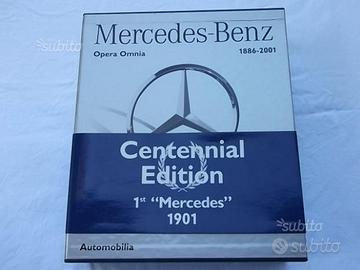 Mercedes-Benz
Opera Omnia 1886-2001
Centennial
Edition
1st "Mercedes"
1901
Automobilia
subito
subito
subito